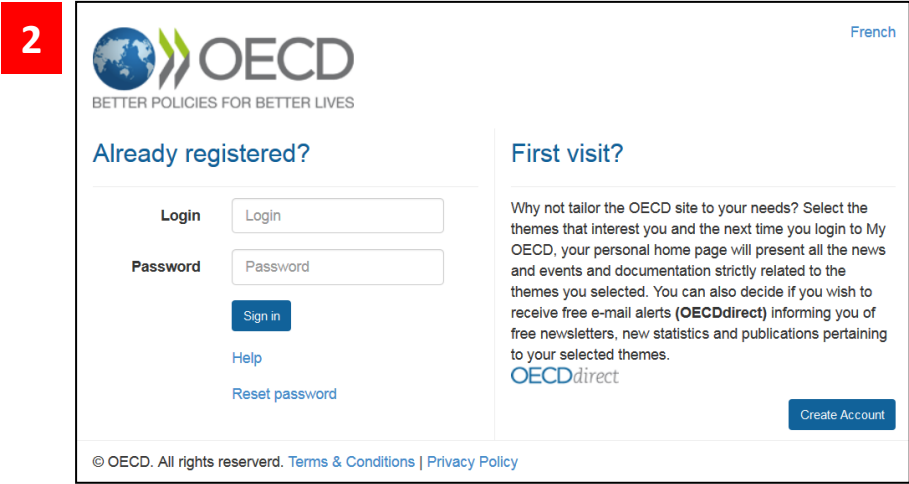 2
French
OECD
BETTER POLICIES FOR BETTER LIVES
Already registered?
Login
Login
Password
Password
Sign in
Help
Reset password
First visit?
Why not tailor the OECD site to your needs? Select the
themes that interest you and the next time you login to My
OECD, your personal home page will present all the news
and events and documentation strictly related to the
themes you selected. You can also decide if you wish to
receive free e-mail alerts (OECDdirect) informing you of
free newsletters, new statistics and publications pertaining
to your selected themes.
OECDdirect
Create Account
© OECD. All rights reserverd. Terms & Conditions | Privacy Policy